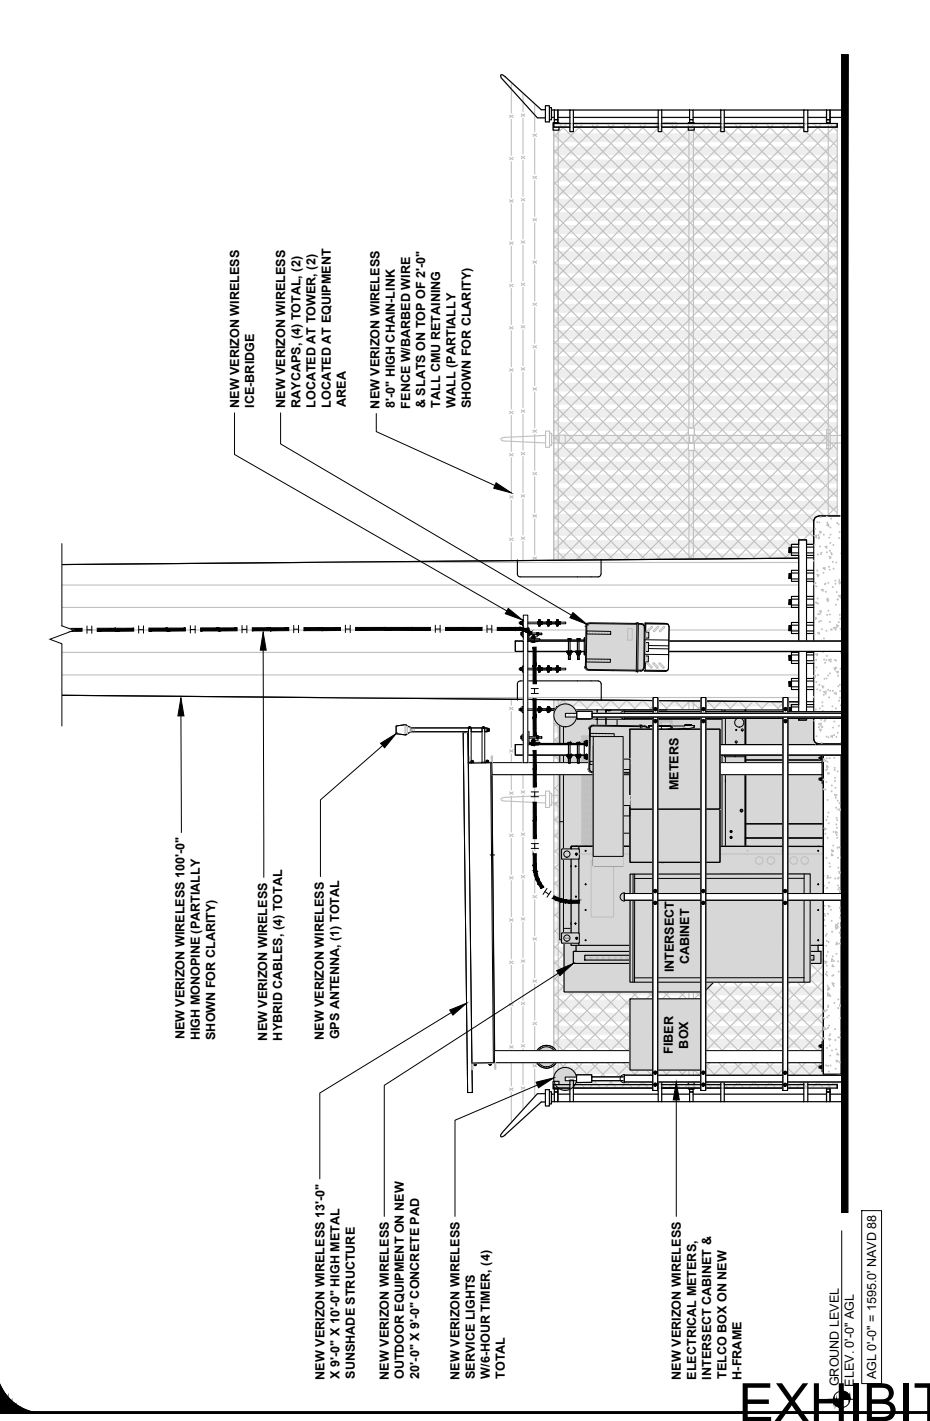 NEW VERIZON WIRELESS
ICE-BRIDGE
NEW VERIZON WIRELESS
RAYCAPS, (4) TOTAL, (2)
LOCATED AT TOWER, (2)
LOCATED AT EQUIPMENT
AREA
NEW VERIZON WIRELESS
8'-0" HIGH CHAIN-LINK
FENCE W/BARBED WIRE
& SLATS ON TOP OF 2'-0"
TALL CMU RETAINING
WALL (PARTIALLY
SHOWN FOR CLARITY)
NEW VERIZON WIRELESS 100'-0"
HIGH MONOPINE (PARTIALLY
SHOWN FOR CLARITY)
NEW VERIZON WIRELESS
HYBRID CABLES, (4) TOTAL
NEW VERIZON WIRELESS
GPS ANTENNA, (1) TOTAL
H
H
H
H
H
H
H
H
H
H
H
H
METERS
INTERSECT
CABINET
FIBER
BOX
NEW VERIZON WIRELESS 13'-0"
X 9'-0" X 10'-0" HIGH METAL
SUNSHADE STRUCTURE
NEW VERIZON WIRELESS
OUTDOOR EQUIPMENT ON NEW
20'-0" X 9'-0" CONCRETE PAD
NEW VERIZON WIRELESS
SERVICE LIGHTS
W/6-HOUR TIMER, (4)
TOTAL
NEW VERIZON WIRELESS
ELECTRICAL METERS,
INTERSECT CABINET &
TELCO BOX ON NEW
H-FRAME
GROUND LEVEL
ELEV. 0'-0" AGL
AGL 0'-0" = 1595.0' NAVD 88
EXHIBIT